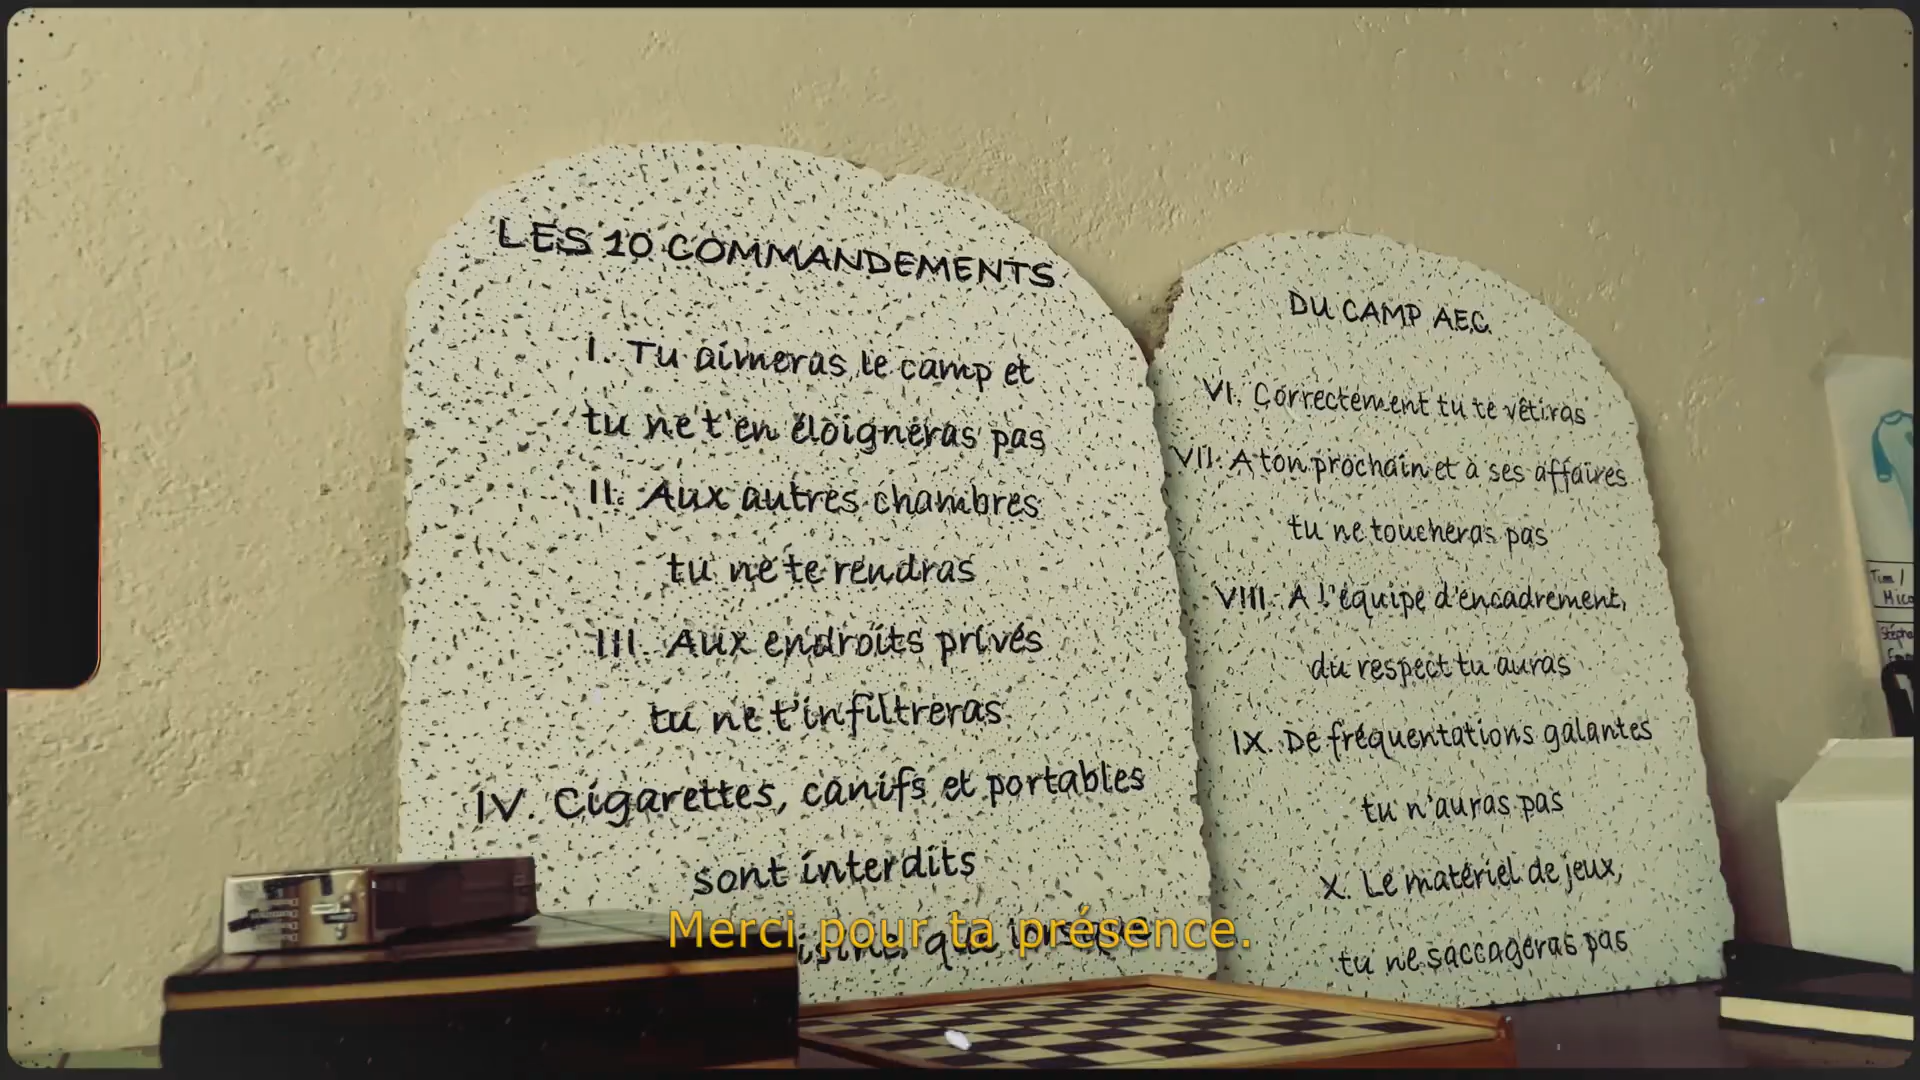 LES 10 COMMANDEMENTS
I. Tu aimeras le camp et
tu ne t'en éloigneras pas
II. Aux autres chambres
tu ne te rendras
III. Aux endroits privés
tu ne t'infiltreras
IV. Cigarettes, canifs et portables
sont interdits
DU CAMP AEC
VI. Correctement tu te vêtiras
VII. A ton prochain et à ses affaires
tu ne toucheras pas
VIII. A l'équipe d'encadrement,
du respect tu auras
IX. De fréquentations galantes
tu n'auras pas
X. Le matériel de jeux,
tu ne saccageras pas
Tim /
Merci pour ta présence.